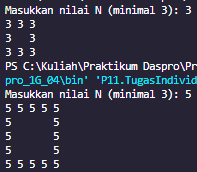 Masukkan nilai N (minimal 3): 3
3 3 3
3   3
3 3 3
PS C:\Kuliah\Praktikum Daspro\Pr
pro_1G_04\bin' 'P11.TugasIndivid
Masukkan nilai N (minimal 3): 5
5 5 5 5 5
5       5
5       5
5       5
5 5 5 5 5